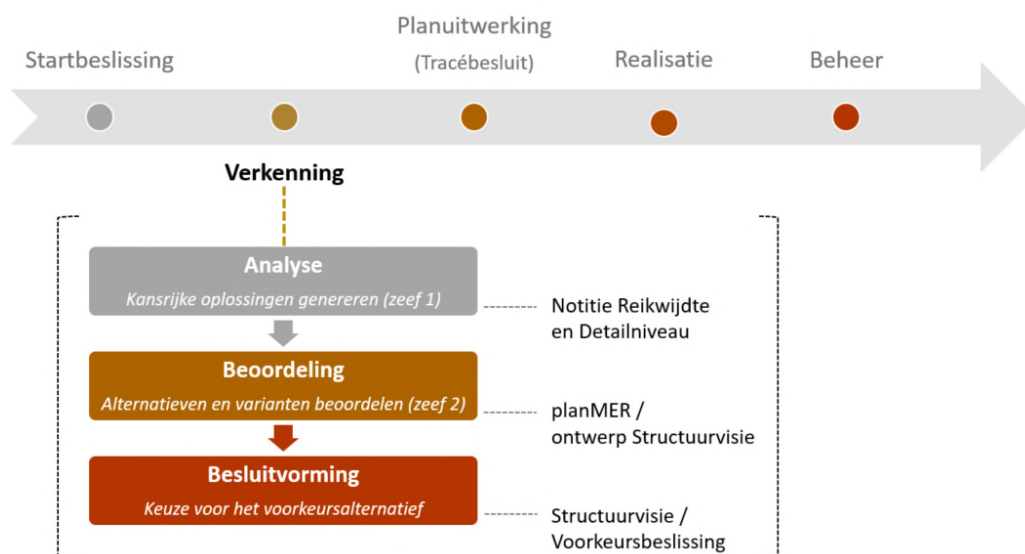 Startbeslissing
Planuitwerking
(Tracébesluit)
Realisatie
Beheer
Verkenning
Analyse
Kansrijke oplossingen genereren (zeef 1)
Notitie Reikwijdte
en Detailniveau
Beoordeling
Alternatieven en varianten beoordelen (zeef 2)
planMER /
ontwerp Structuurvisie
Besluitvorming
Keuze voor het voorkeursalternatief
Structuurvisie /
Voorkeursbeslissing